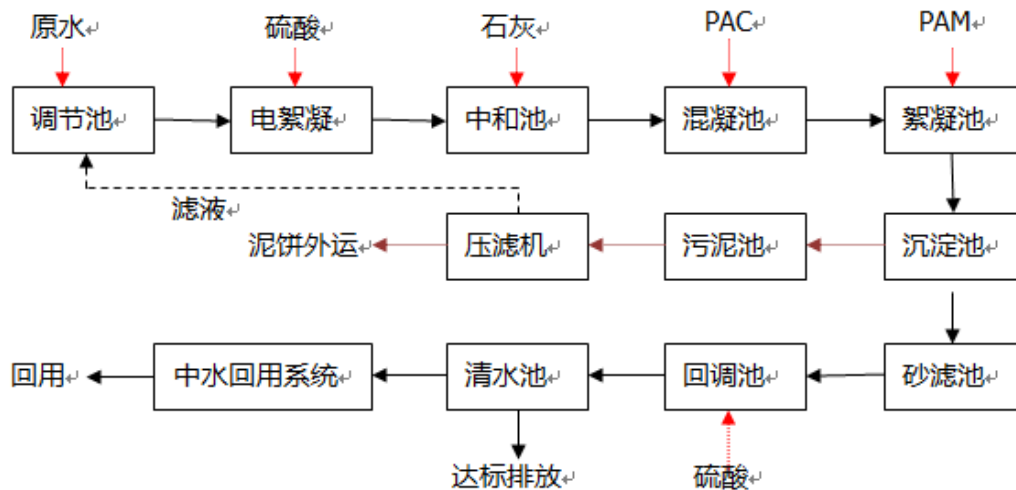 原水
硫酸
石灰
PAC
PAM
调节池
电絮凝
中和池
混凝池
絮凝池
滤液
泥饼外运
压滤机
污泥池
沉淀池
回用
中水回用系统
清水池
回调池
砂滤池
达标排放
硫酸